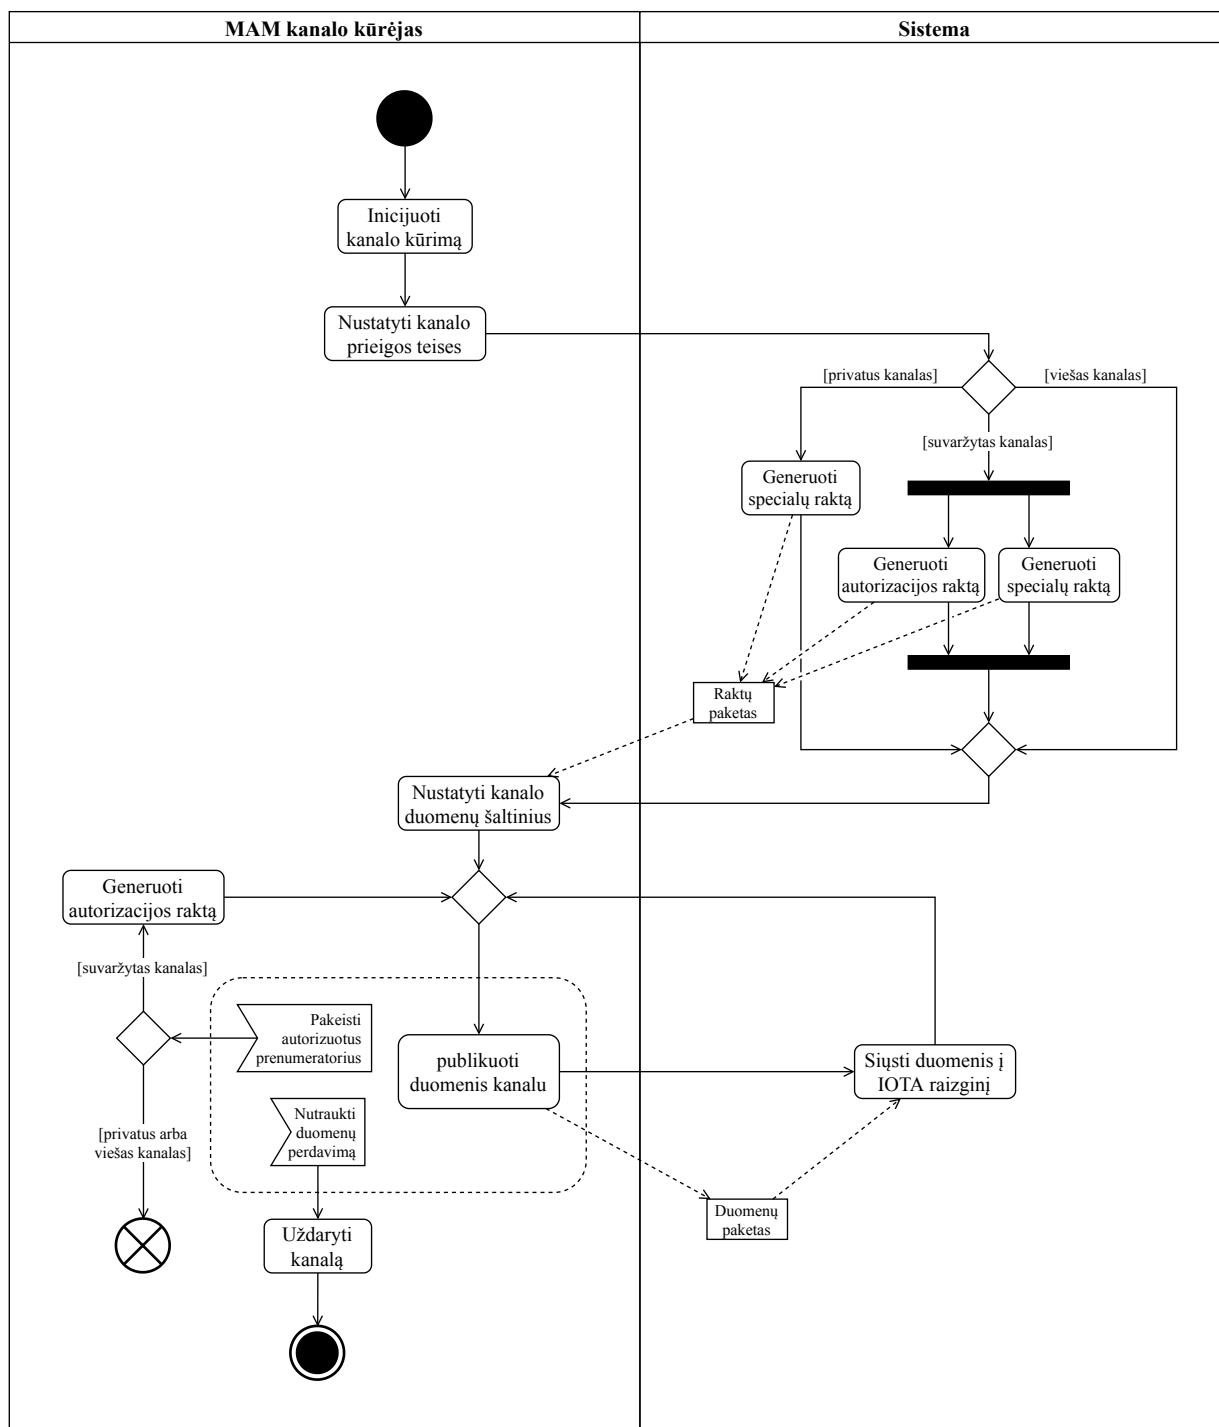 MAM kanalo kūrėjas
Sistema
Inicijuoti
kanalo kūrimą
Nustatyti kanalo
prieigos teises
[privatus kanalas]
[viešas kanalas]
[suvaržytas kanalas]
Generuoti
specialų raktą
Generuoti
autorizacijos raktą
Generuoti
specialų raktą
Raktų
paketas
Nustatyti kanalo
duomenų šaltinius
Generuoti
autorizacijos raktą
[suvaržytas kanalas]
Pakeisti
autorizuotus
prenumeratorius
publikuoti
duomenis kanalu
Siųsti duomenis į
IOTA raizginį
Nutraukti
duomenų
perdavimą
[privatus arba
viešas kanalas]
Duomenų
paketas
Uždaryti
kanalą